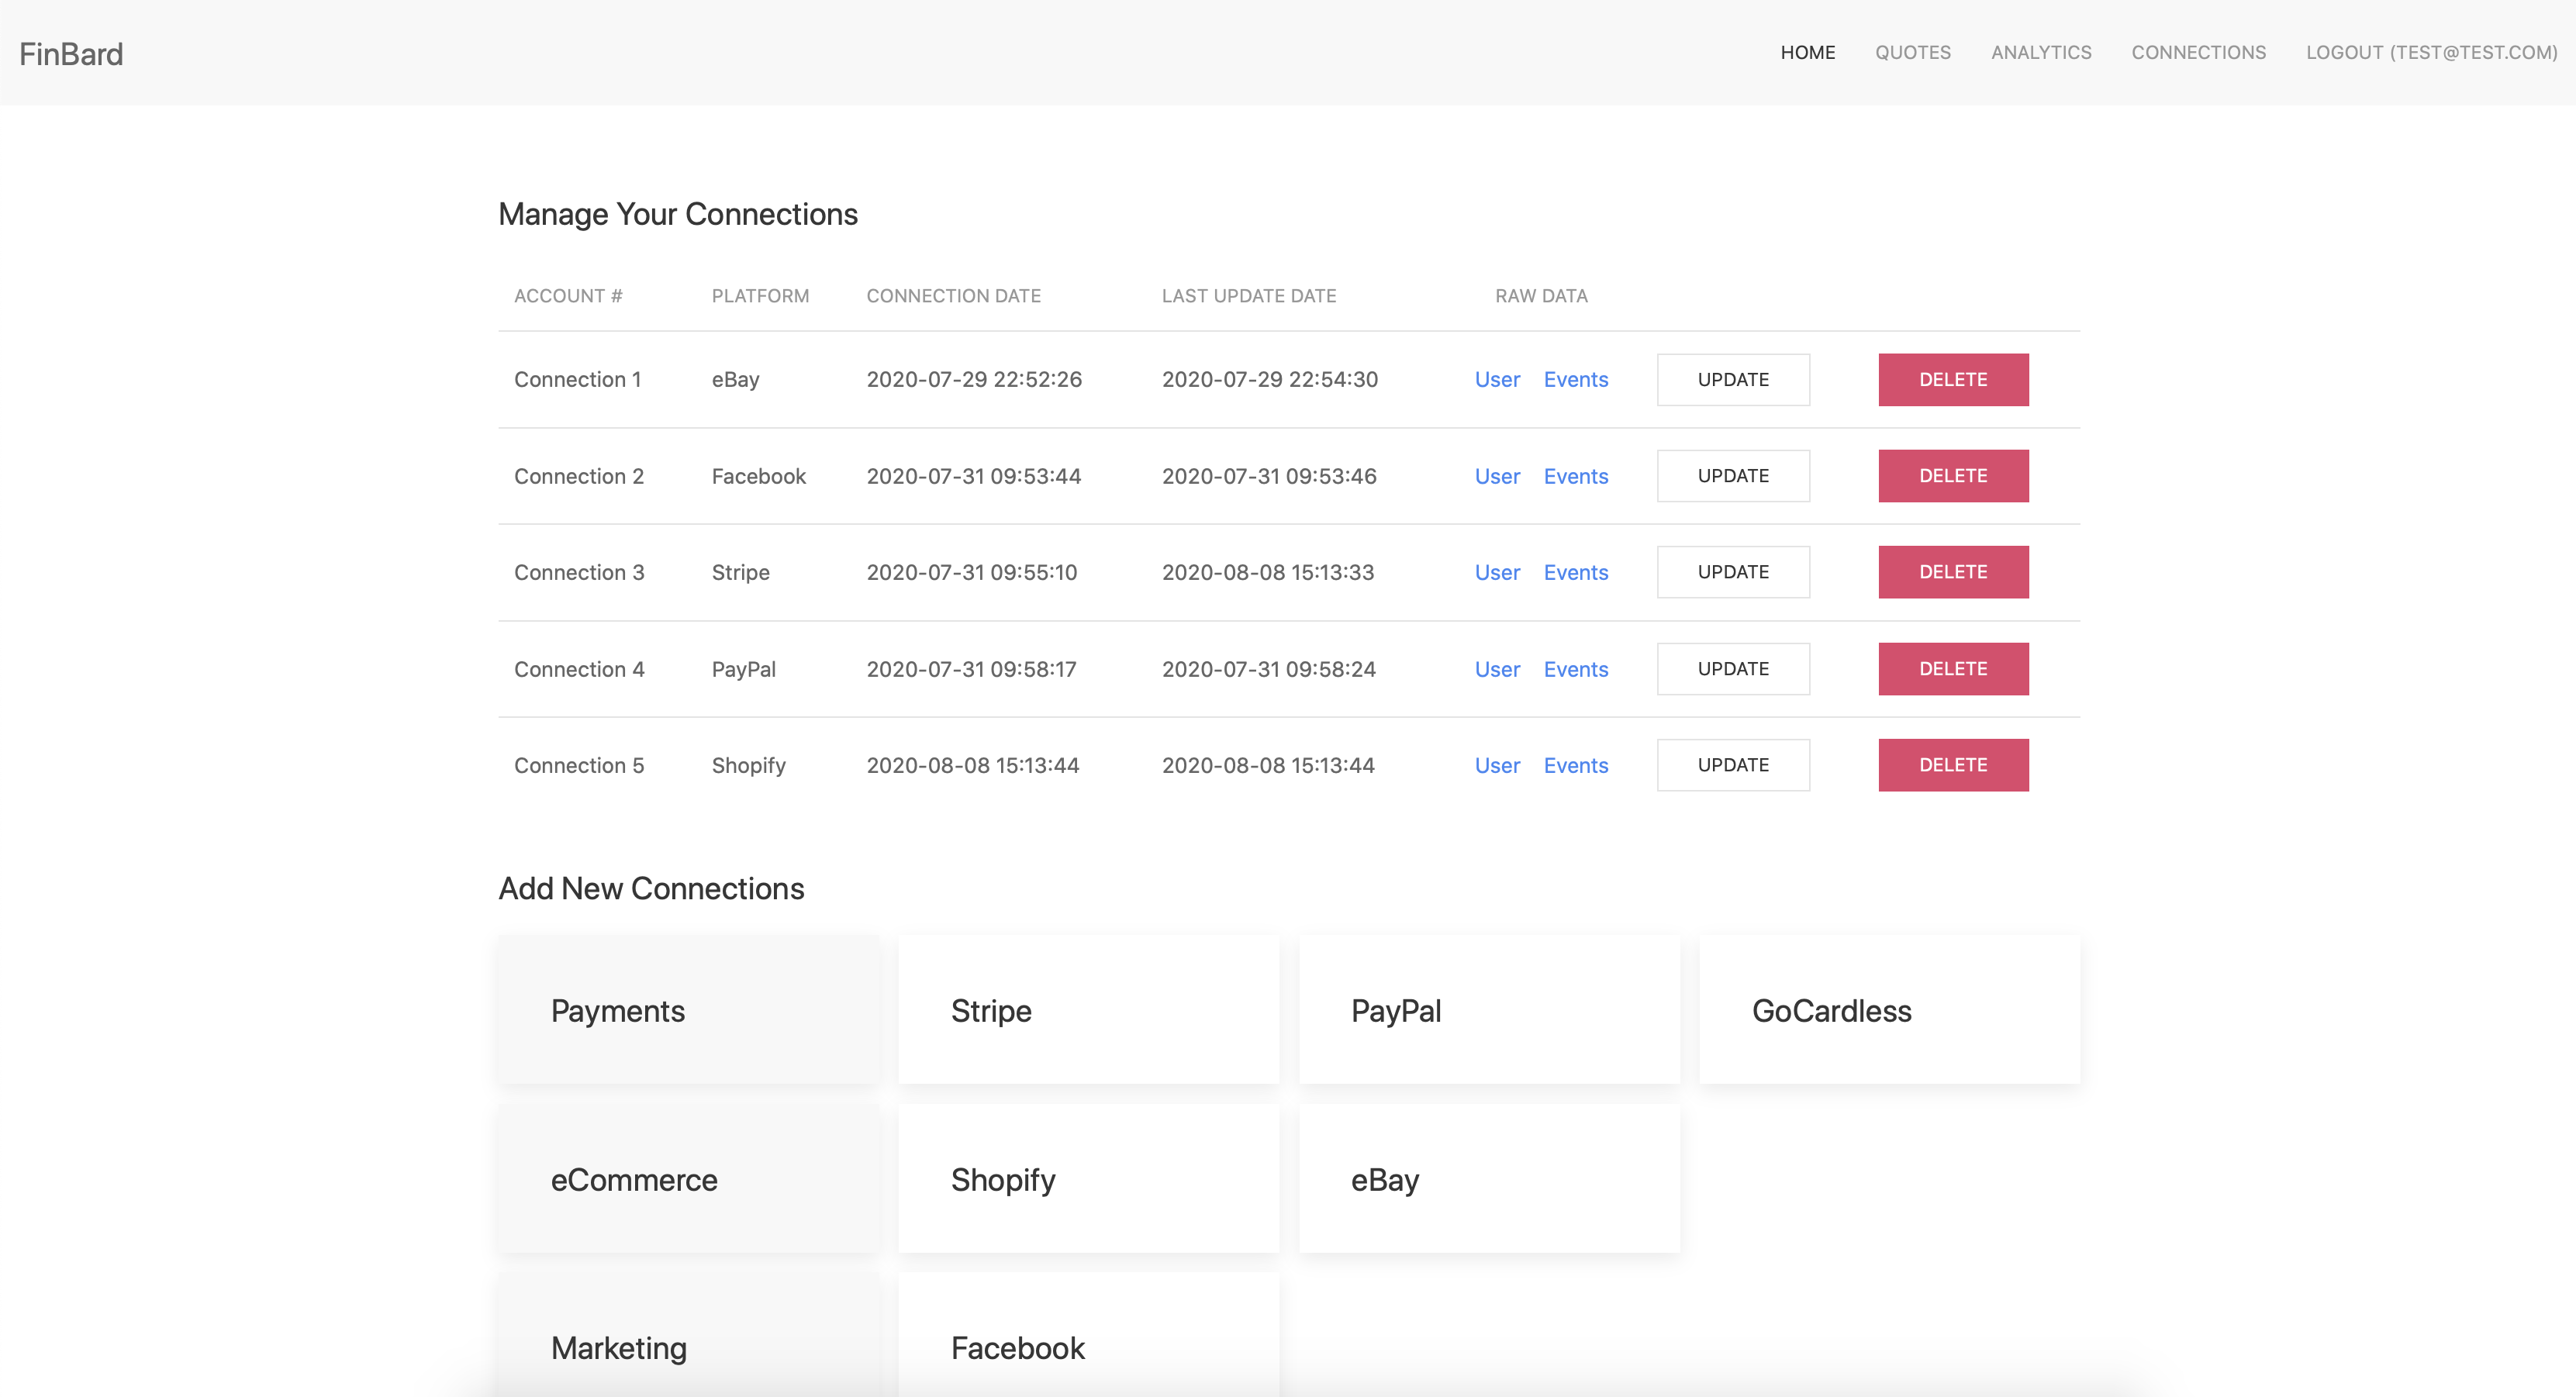 FinBard HOME QUOTES ANALYTICS CONNECTIONS LOGOUT (TEST@TEST.COM)
Manage Your Connections
ACCOUNT # PLATFORM CONNECTION DATE LAST UPDATE DATE RAW DATA
Connection 1 eBay 2020-07-29 22:52:26 2020-07-29 22:54:30 User Events UPDATE DELETE
Connection 2 Facebook 2020-07-31 09:53:44 2020-07-31 09:53:46 User Events UPDATE DELETE
Connection 3 Stripe 2020-07-31 09:55:10 2020-08-08 15:13:33 User Events UPDATE DELETE
Connection 4 PayPal 2020-07-31 09:58:17 2020-07-31 09:58:24 User Events UPDATE DELETE
Connection 5 Shopify 2020-08-08 15:13:44 2020-08-08 15:13:44 User Events UPDATE DELETE
Add New Connections
Payments Stripe PayPal GoCardless
eCommerce Shopify eBay
Marketing Facebook